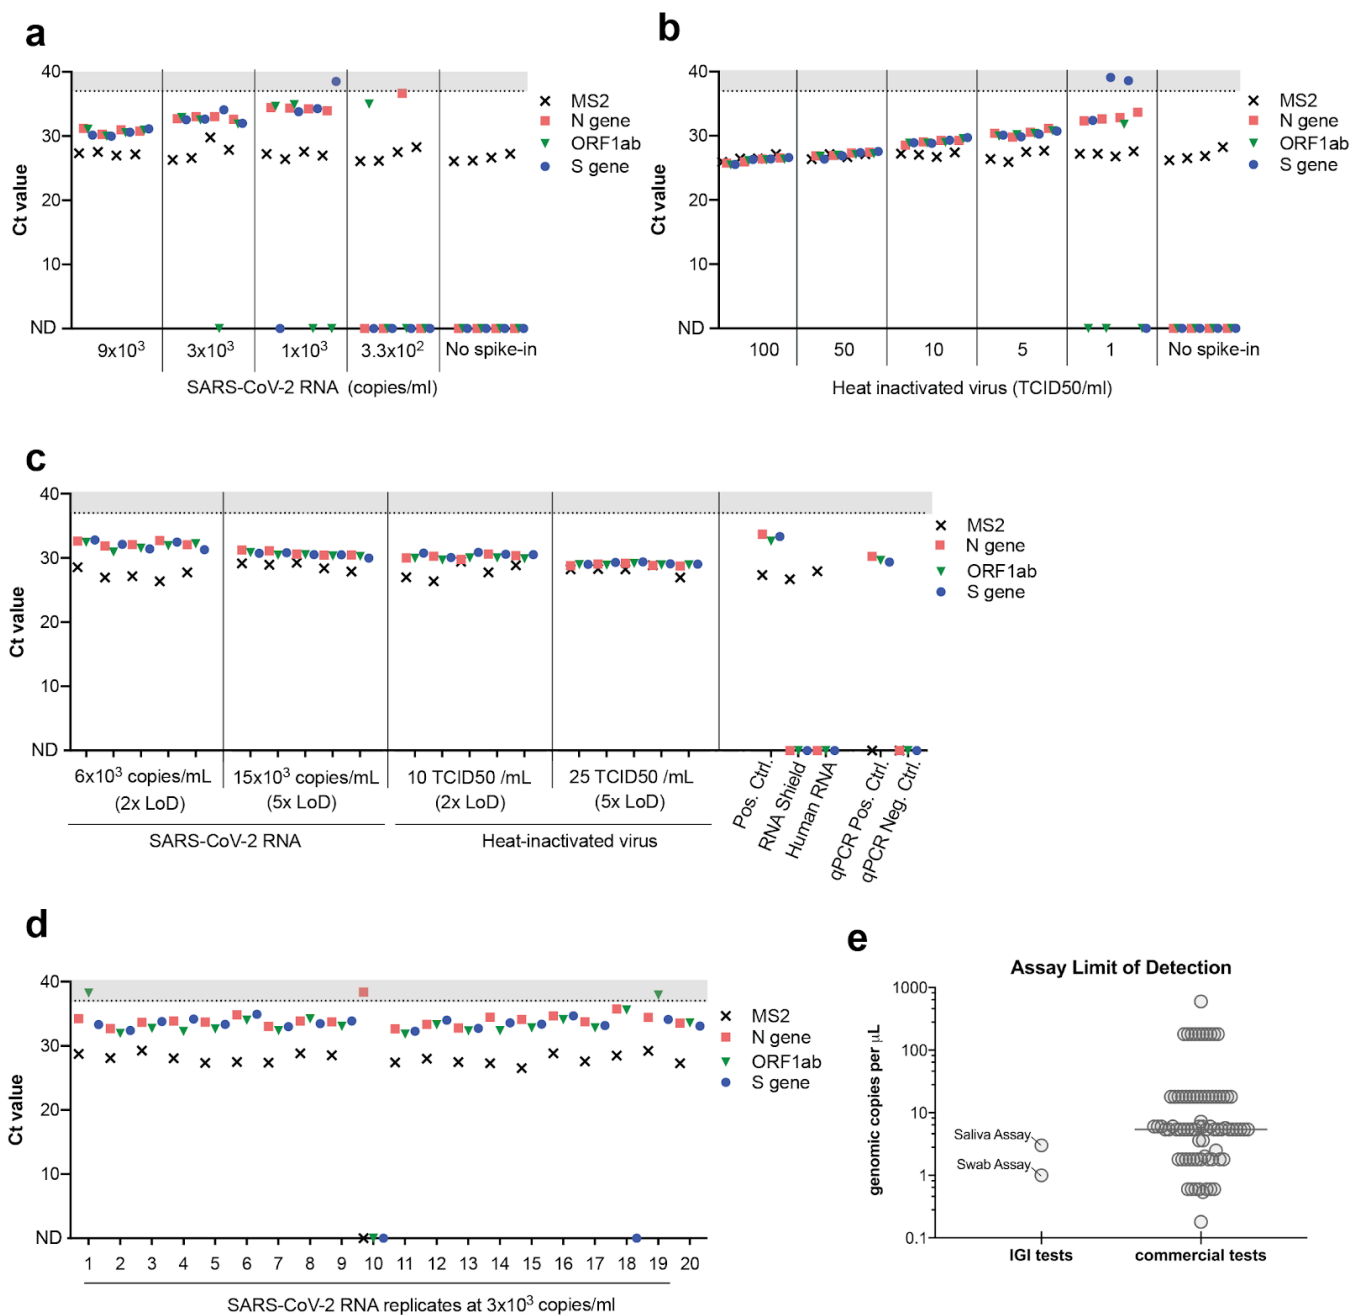 a
40
30
20
10
ND
Ct value
9x10³
3x10³
1x10³
3.3x10²
No spike-in
SARS-CoV-2 RNA (copies/ml)
MS2
N gene
ORF1ab
S gene
b
40
30
20
10
ND
Ct value
100
50
10
5
1
No spike-in
Heat inactivated virus (TCID50/ml)
MS2
N gene
ORF1ab
S gene
c
40
30
20
10
ND
Ct value
6x10³ copies/mL
(2x LoD)
15x10³ copies/mL
(5x LoD)
SARS-CoV-2 RNA
10 TCID50 /mL
(2x LoD)
25 TCID50 /mL
(5x LoD)
Heat-inactivated virus
Pos. Ctrl.
RNA Shield
Human RNA
qPCR Pos. Ctrl.
qPCR Neg. Ctrl.
MS2
N gene
ORF1ab
S gene
d
40
30
20
10
ND
Ct value
1 2 3 4 5 6 7 8 9 10 11 12 13 14 15 16 17 18 19 20
SARS-CoV-2 RNA replicates at 3x10³ copies/ml
MS2
N gene
ORF1ab
S gene
e
Assay Limit of Detection
1000
100
10
1
0.1
genomic copies per µL
Saliva Assay
Swab Assay
IGI tests
commercial tests